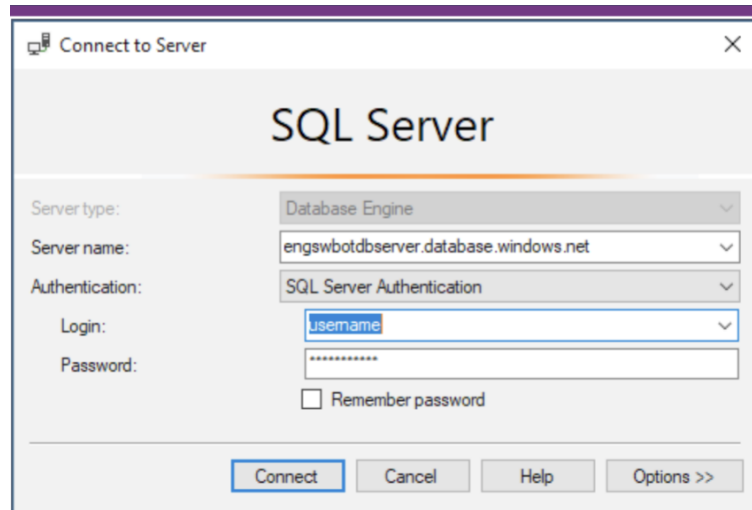 Connect to Server
SQL Server
Server type: Database Engine
Server name: engswbotdbserver.database.windows.net
Authentication: SQL Server Authentication
Login: username
Password: ***********
Remember password
Connect Cancel Help Options >>